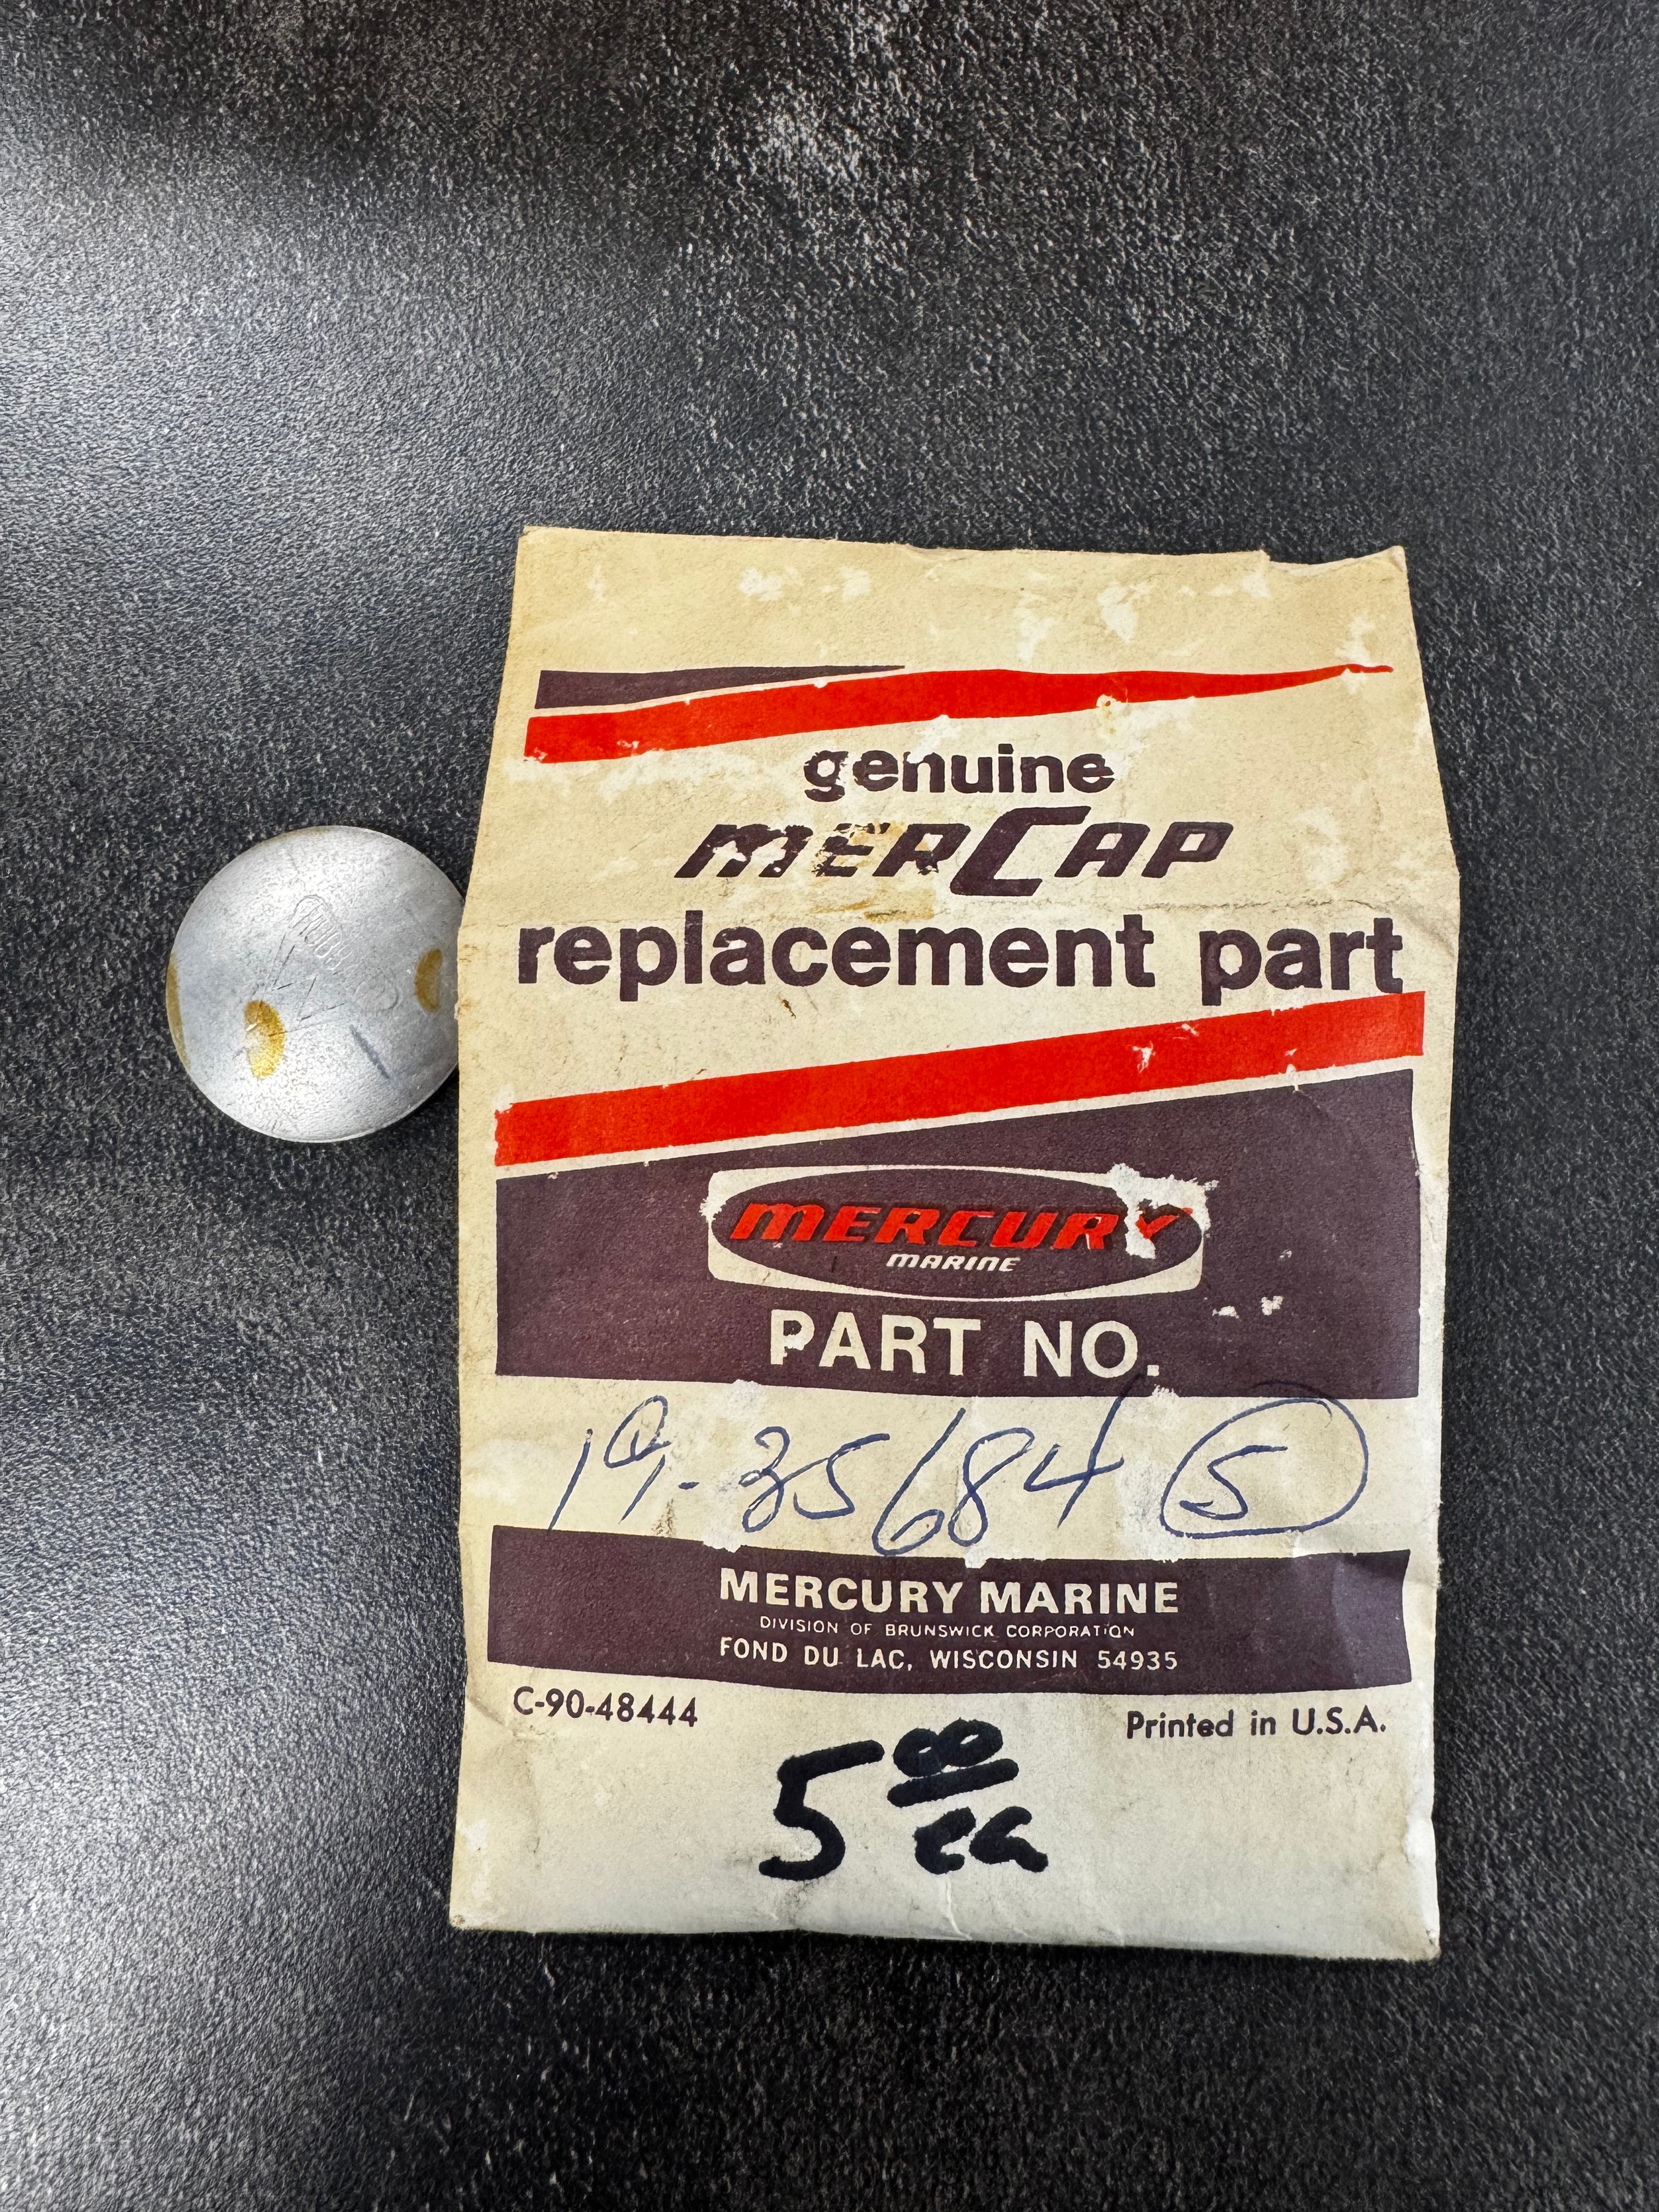 genuine
MERCAP
replacement part
MERCURY
MARINE
PART NO.
19-35684 5
MERCURY MARINE
DIVISION OF BRUNSWICK CORPORATION
FOND DU LAC, WISCONSIN 54935
C-90-48444
Printed in U.S.A.
5 00
ea